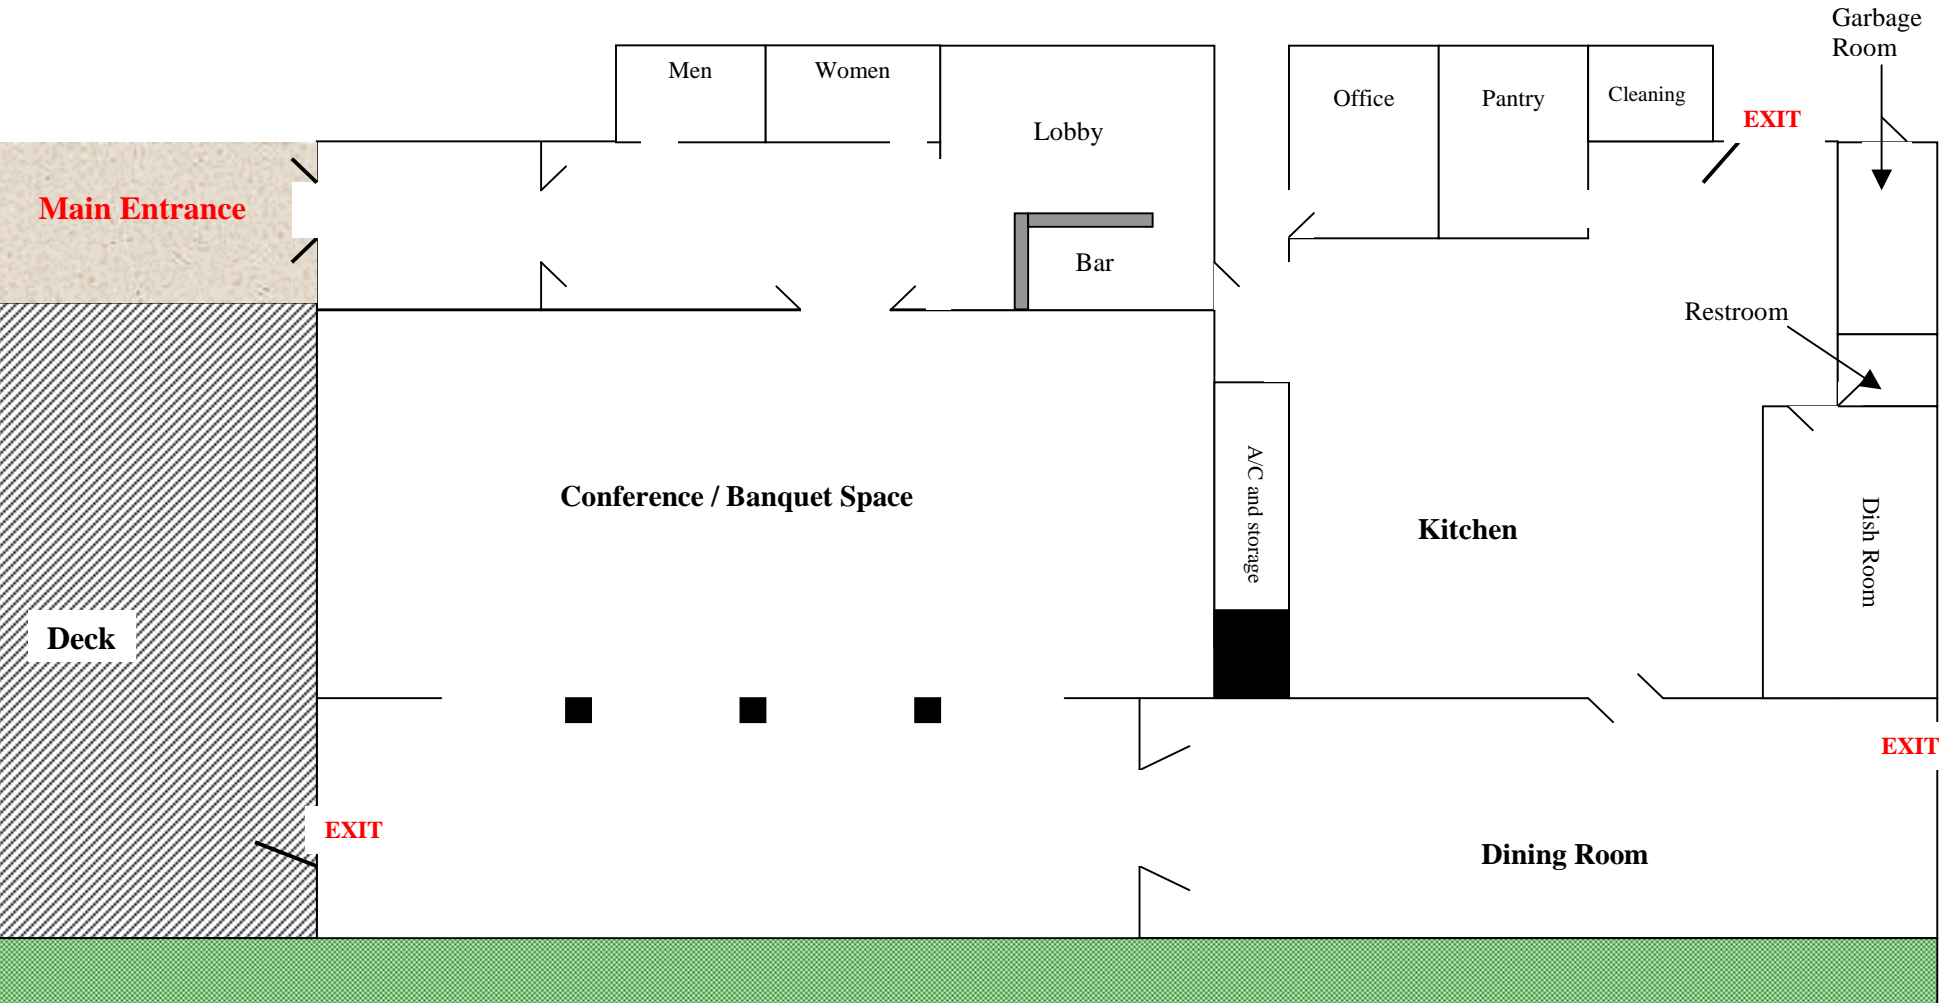 Garbage
Room
Men
Women
Office
Pantry
Cleaning
EXIT
Lobby
Main Entrance
Bar
Restroom
A/C and storage
Conference / Banquet Space
Kitchen
Dish Room
Deck
EXIT
EXIT
Dining Room